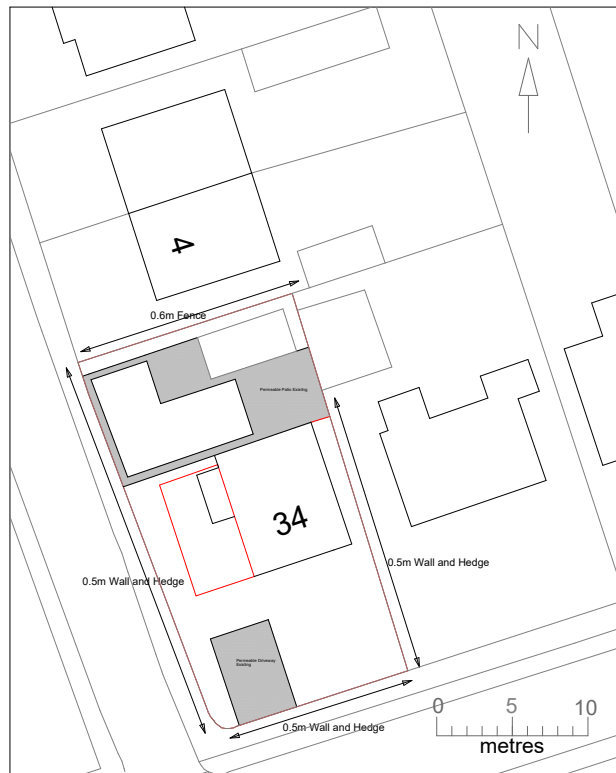 N
4
0.6m Fence
Permeable Patio Existing
34
0.5m Wall and Hedge
0.5m Wall and Hedge
Permeable Driveway
Existing
0.5m Wall and Hedge
0 5 10
metres